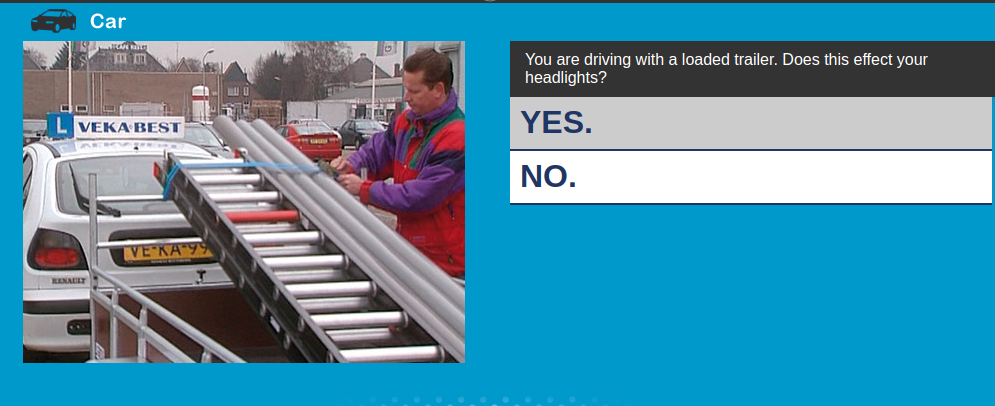 Car
You are driving with a loaded trailer. Does this effect your
headlights?
YES.
NO.
L VEKA BEST
VE-KA-99
RENAULT